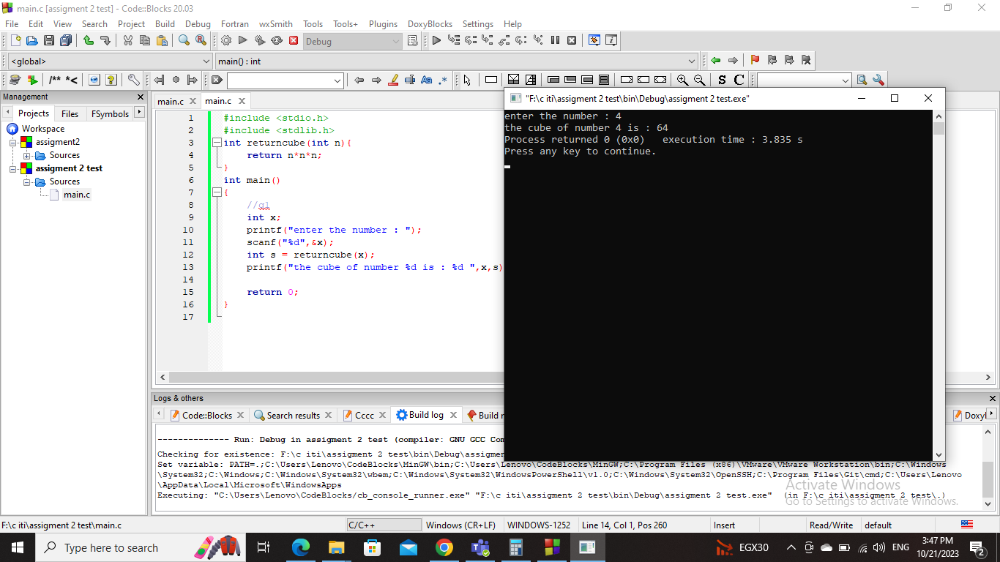 main.c [assigment 2 test] - Code::Blocks 20.03
File Edit View Search Project Build Debug Fortran wxSmith Tools Tools+ Plugins DoxyBlocks Settings Help
Debug
<global>
main() : int
/** *<
Aa .*
S C
Management
Projects Files FSymbols
Workspace
assigment2
Sources
assigment 2 test
Sources
main.c
main.c main.c
1 #include <stdio.h>
2 #include <stdlib.h>
3 int returncube(int n){
4 return n*n*n;
5 }
6 int main()
7 {
8 //q1
9 int x;
10 printf("enter the number : ");
11 scanf("%d",&x);
12 int s = returncube(x);
13 printf("the cube of number %d is : %d ",x,s)
14
15 return 0;
16 }
17
"F:\c iti\assigment 2 test\bin\Debug\assigment 2 test.exe"
enter the number : 4
the cube of number 4 is : 64
Process returned 0 (0x0) execution time : 3.835 s
Press any key to continue.
Logs & others
Code::Blocks Search results Cccc Build log Build Doxy
-------------- Run: Debug in assigment 2 test (compiler: GNU GCC
Checking for existence: F:\c iti\assigment 2 test\bin\Debug\
Set variable: PATH=.;C:\Users\Lenovo\CodeBlocks\MinGW\bin;C:\Users\Lenovo\CodeBlocks\MinGW;C:\Program Files (x86)\VMware\VMware Workstation\bin;C:\Windows
\System32;C:\Windows;C:\Windows\System32\wbem;C:\Windows\System32\WindowsPowerShell\v1.0;C:\Windows\System32\OpenSSH;C:\Program Files\Git\cmd;C:\Users\Lenovo
\AppData\Local\Microsoft\WindowsApps
Executing: "C:\Users\Lenovo\CodeBlocks/cb_console_runner.exe" "F:\c iti\assigment 2 test\bin\Debug\assigment 2 test.exe" (in F:\c iti\assigment 2 test\.)
Activate Windows
Go to Settings to activate Windows.
F:\c iti\assigment 2 test\main.c C/C++ Windows (CR+LF) WINDOWS-1252 Line 14, Col 1, Pos 260 Insert Read/Write default
Type here to search
EGX30
ENG
3:47 PM
10/21/2023
2